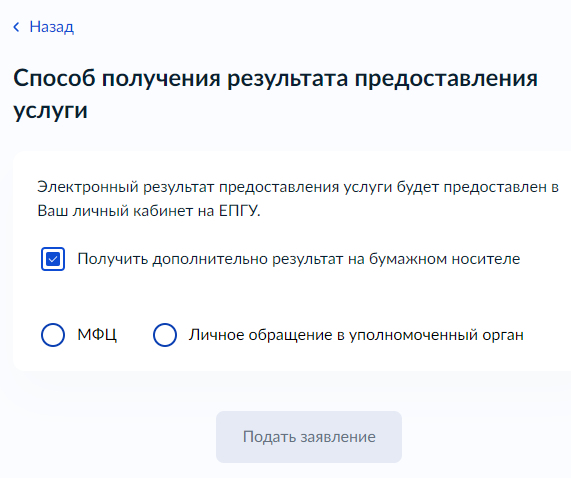 Назад
Способ получения результата предоставления
услуги
Электронный результат предоставления услуги будет предоставлен в
Ваш личный кабинет на ЕПГУ.
Получить дополнительно результат на бумажном носителе
МФЦ Личное обращение в уполномоченный орган
Подать заявление